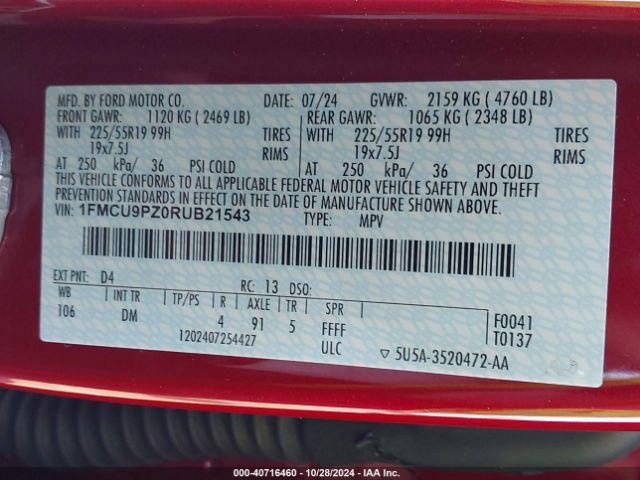 MFD. BY FORD MOTOR CO. DATE: 07/24 GVWR: 2159 KG ( 4760 LB)
FRONT GAWR: 1120 KG ( 2469 LB) REAR GAWR: 1065 KG ( 2348 LB)
WITH 225/55R19 99H TIRES WITH 225/55R19 99H TIRES
19x7.5J RIMS 19x7.5J RIMS
AT 250 kPa/ 36 PSI COLD AT 250 kPa/ 36 PSI COLD
THIS VEHICLE CONFORMS TO ALL APPLICABLE FEDERAL MOTOR VEHICLE SAFETY AND THEFT
PREVENTION STANDARDS IN EFFECT ON THE DATE OF MANUFACTURE SHOWN ABOVE.
VIN: 1FMCU9PZ0RUB21543 TYPE: MPV
EXT PNT: D4 RC: 13 DSO:
WB INT TR TP/PS R AXLE TR SPR
106 DM 4 91 5 FFFF
F0041
T0137
1202407254427 ULC ▽ 5U5A-3520472-AA
000-40716460 - 10/28/2024 - IAA Inc.